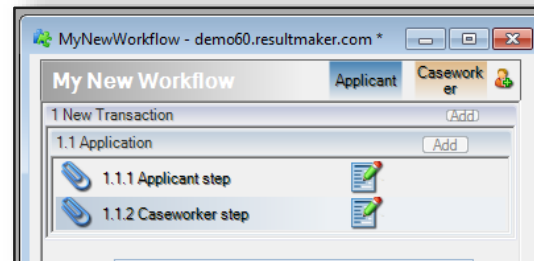 MyNewWorkflow - demo60.resultmaker.com *
My New Workflow Applicant Casework
er
1 New Transaction (Add)
1.1 Application Add
1.1.1 Applicant step
1.1.2 Caseworker step